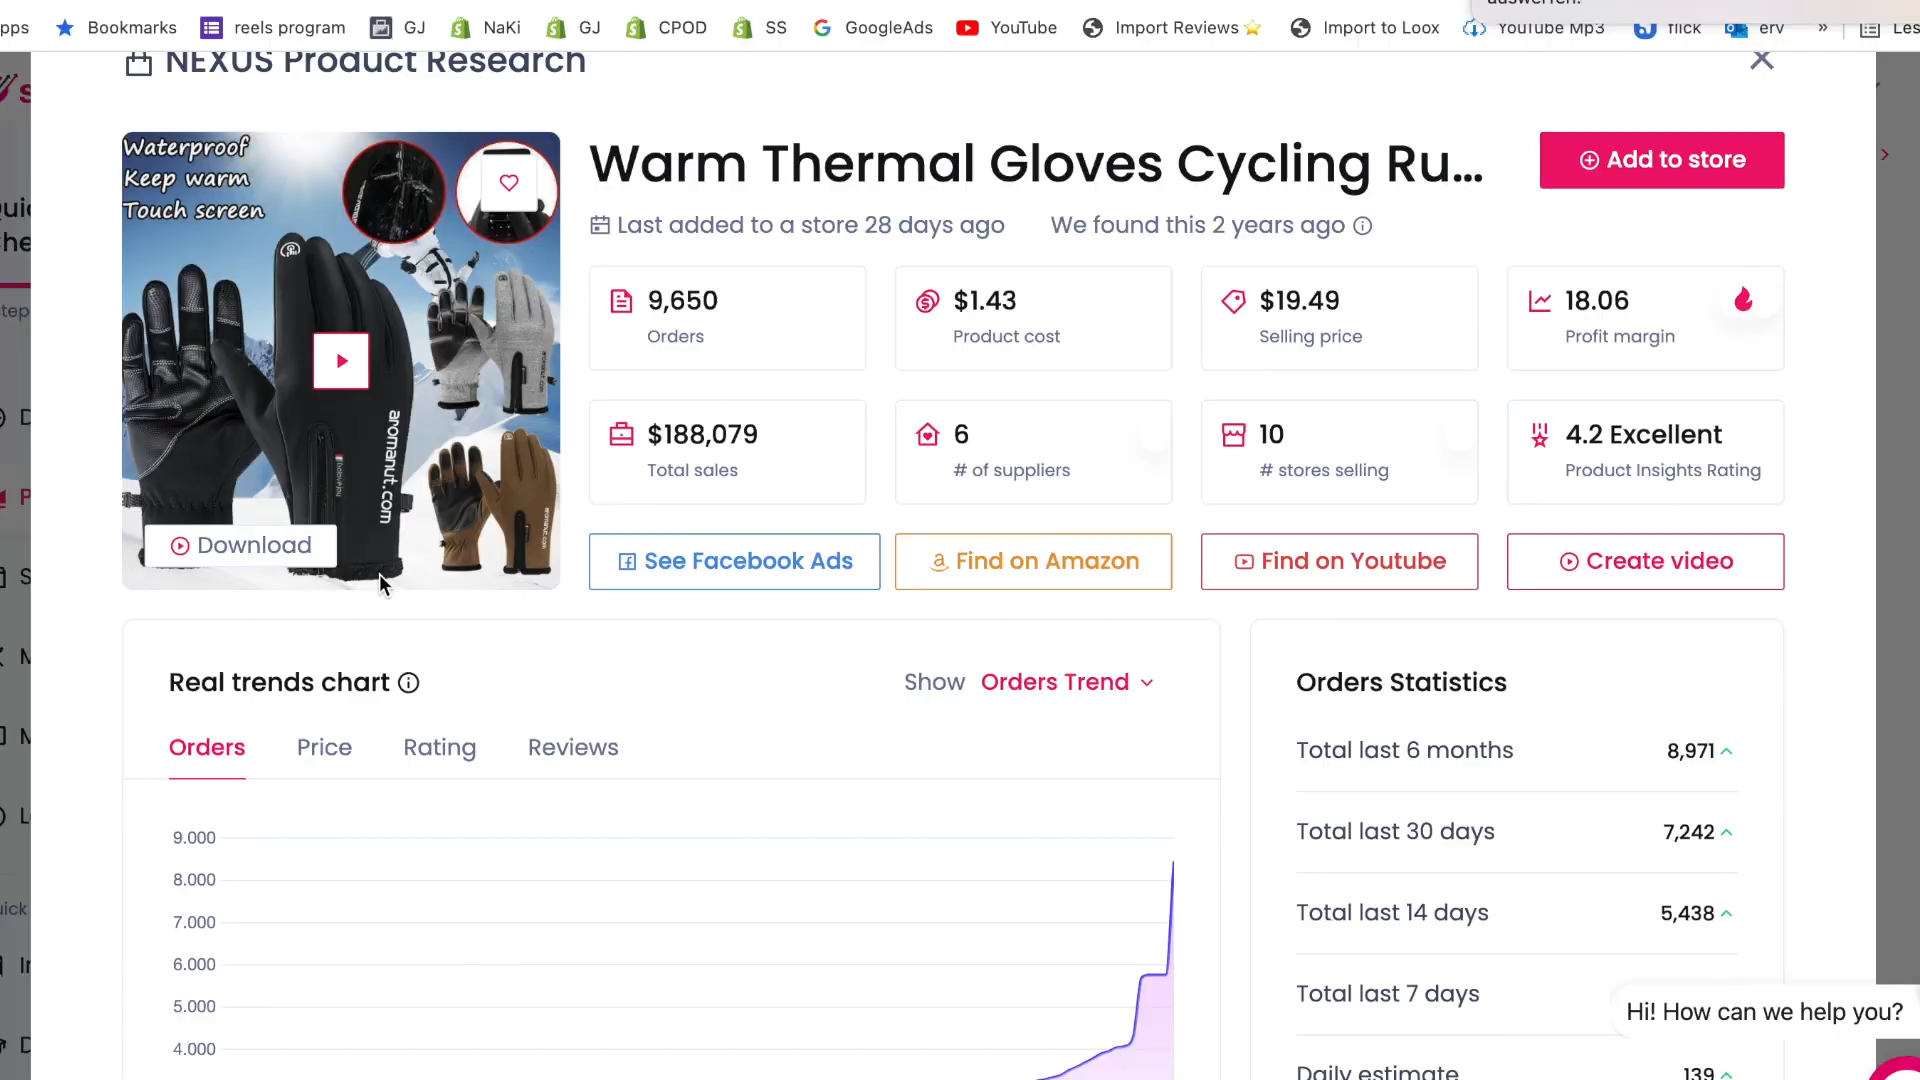 pps Bookmarks reels program GJ NaKi GJ CPOD SS GoogleAds YouTube Import Reviews Import to Loox YouTube Mp3 flick erv » Les
auswerfen.
NEXUS Product Research
Waterproof
Keep warm
Touch screen
aromanut.com
Download
Warm Thermal Gloves Cycling Ru...
Add to store
Last added to a store 28 days ago We found this 2 years ago
9,650
Orders
$1.43
Product cost
$19.49
Selling price
18.06
Profit margin
$188,079
Total sales
6
# of suppliers
10
# stores selling
4.2 Excellent
Product Insights Rating
See Facebook Ads
Find on Amazon
Find on Youtube
Create video
Real trends chart
Show Orders Trend
Orders Price Rating Reviews
9.000
8.000
7.000
6.000
5.000
4.000
Orders Statistics
Total last 6 months 8,971
Total last 30 days 7,242
Total last 14 days 5,438
Total last 7 days
Daily estimate 139
Hi! How can we help you?